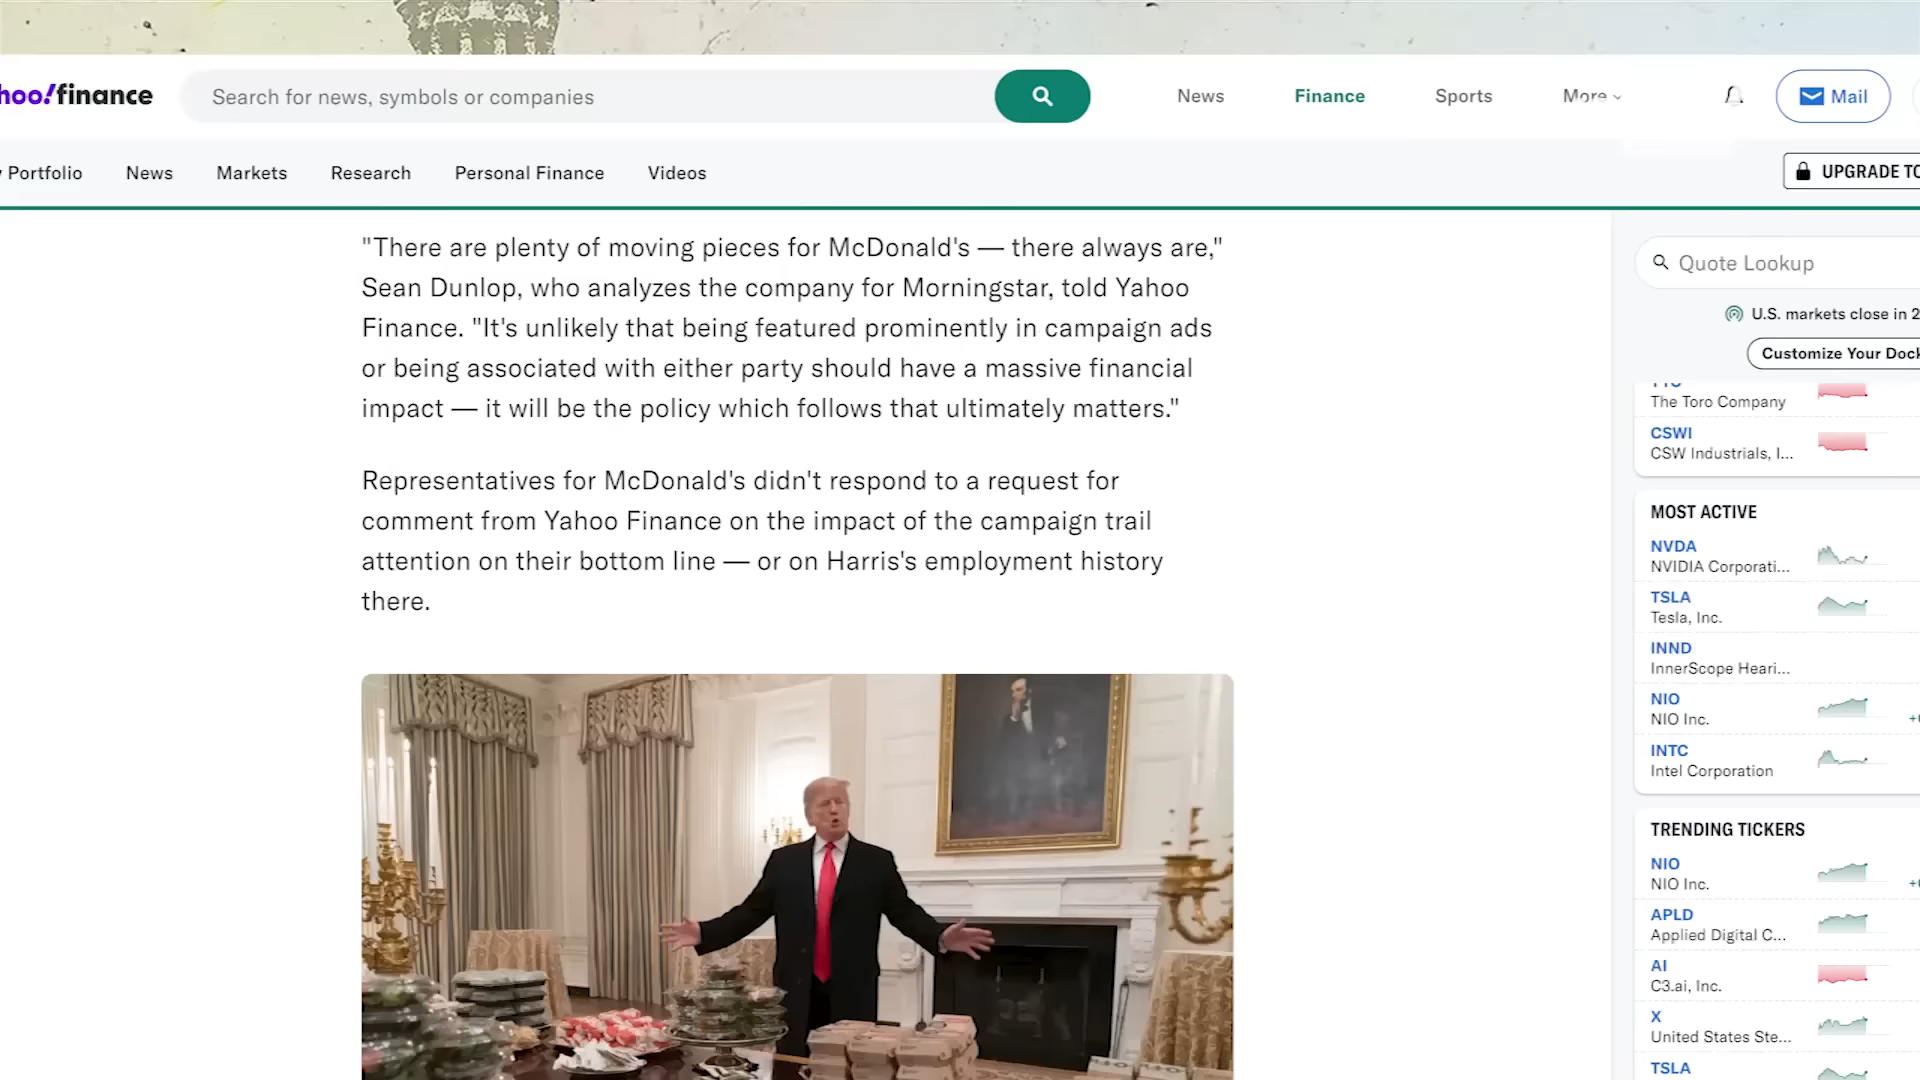 hoo!finance
Search for news, symbols or companies
News
Finance
Sports
More
Mail
Portfolio
News
Markets
Research
Personal Finance
Videos
UPGRADE TO
"There are plenty of moving pieces for McDonald's — there always are,"
Sean Dunlop, who analyzes the company for Morningstar, told Yahoo
Finance. "It's unlikely that being featured prominently in campaign ads
or being associated with either party should have a massive financial
impact — it will be the policy which follows that ultimately matters."
Representatives for McDonald's didn't respond to a request for
comment from Yahoo Finance on the impact of the campaign trail
attention on their bottom line — or on Harris's employment history
there.
Quote Lookup
U.S. markets close in 2
Customize Your Dock
The Toro Company
CSWI
CSW Industrials, I...
MOST ACTIVE
NVDA
NVIDIA Corporati...
TSLA
Tesla, Inc.
INND
InnerScope Heari...
NIO
NIO Inc.
INTC
Intel Corporation
TRENDING TICKERS
NIO
NIO Inc.
APLD
Applied Digital C...
AI
C3.ai, Inc.
X
United States Ste...
TSLA